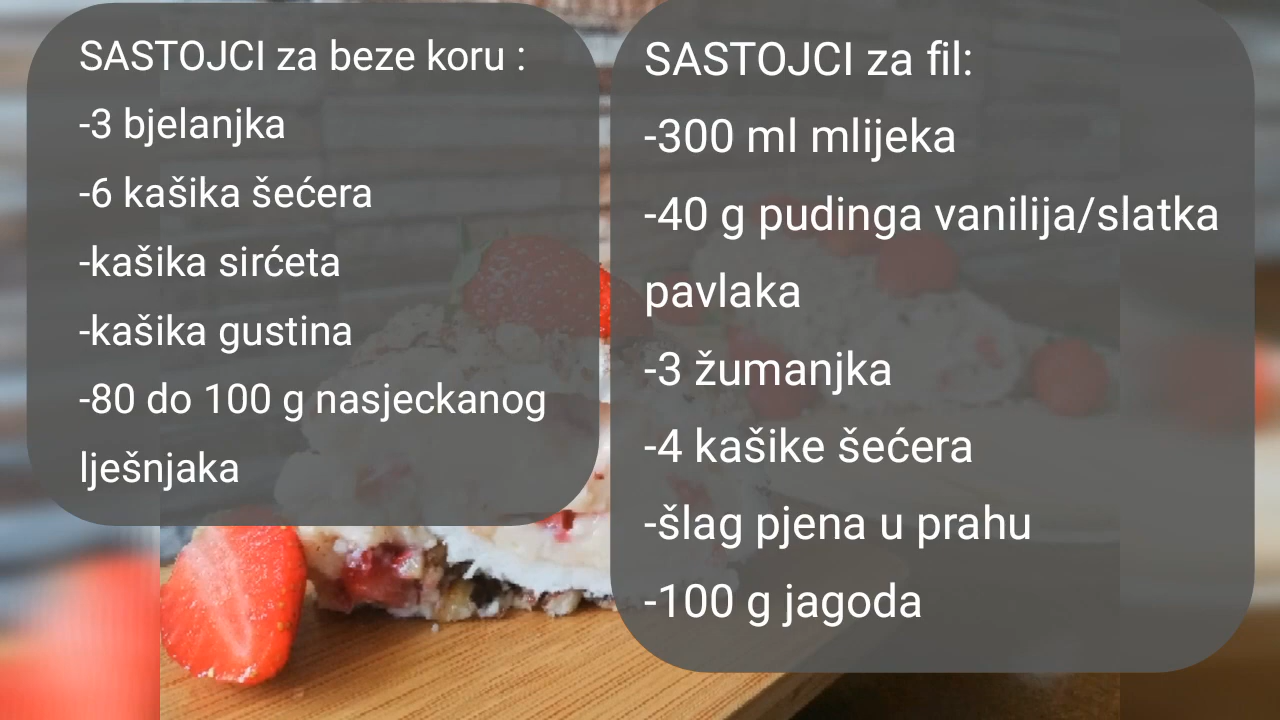 SASTOJCI za beze koru :
-3 bjelanjka
-6 kašika šećera
-kašika sirćeta
-kašika gustina
-80 do 100 g nasjeckanog
lješnjaka
SASTOJCI za fil:
-300 ml mlijeka
-40 g pudinga vanilija/slatka
pavlaka
-3 žumanjka
-4 kašike šećera
-šlag pjena u prahu
-100 g jagoda